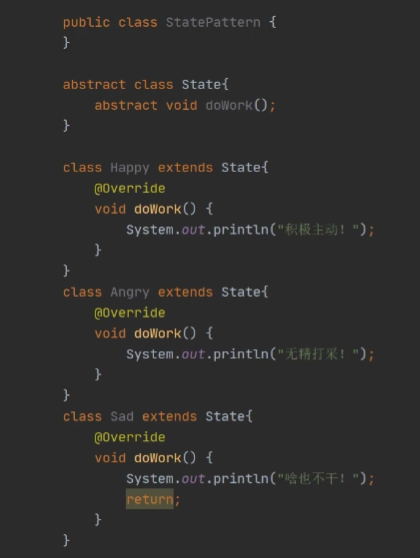 public class StatePattern {
}
abstract class State{
abstract void doWork();
}
class Happy extends State{
@Override
void doWork() {
System.out.println("积极主动！");
}
}
class Angry extends State{
@Override
void doWork() {
System.out.println("无精打采！");
}
}
class Sad extends State{
@Override
void doWork() {
System.out.println("啥也不干！");
return;
}
}